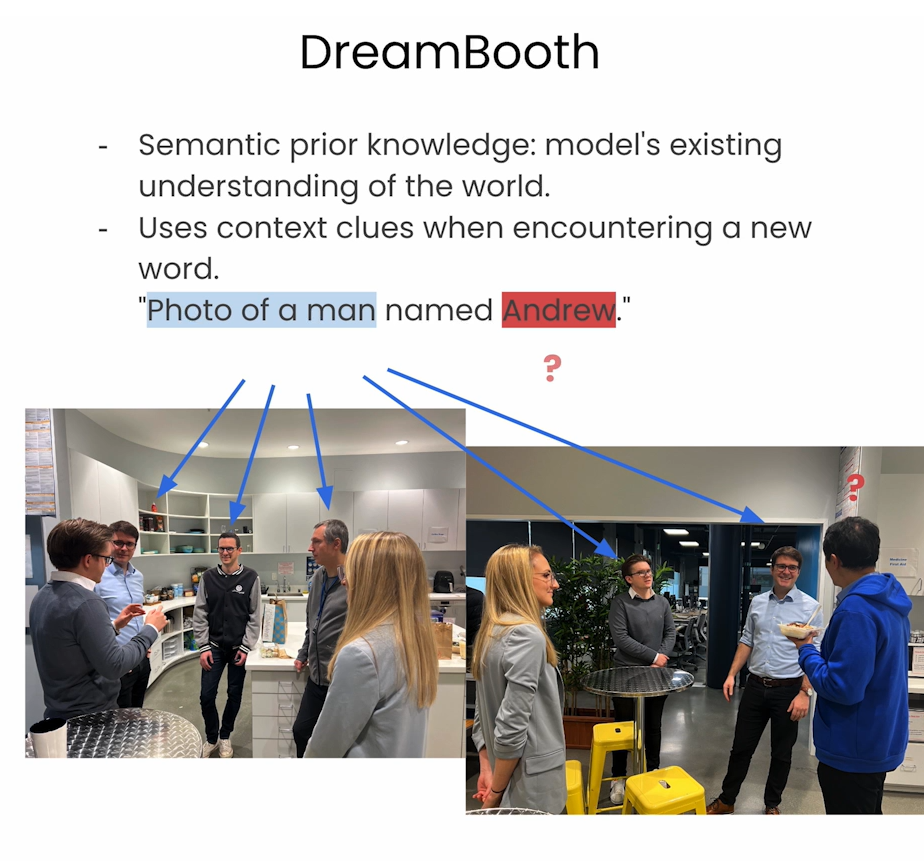 DreamBooth
- Semantic prior knowledge: model's existing
understanding of the world.
- Uses context clues when encountering a new
word.
"Photo of a man named Andrew."
?
?